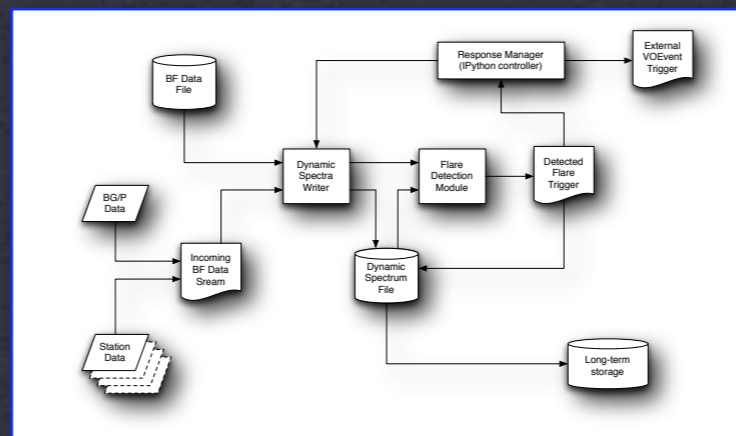 Response Manager
(IPython controller)
External
VOEvent
Trigger
BF Data
File
Dynamic
Spectra
Writer
Flare
Detection
Module
Detected
Flare
Trigger
BG/P
Data
Incoming
BF Data
Sream
Dynamic
Spectrum
File
Station
Data
Long-term
storage